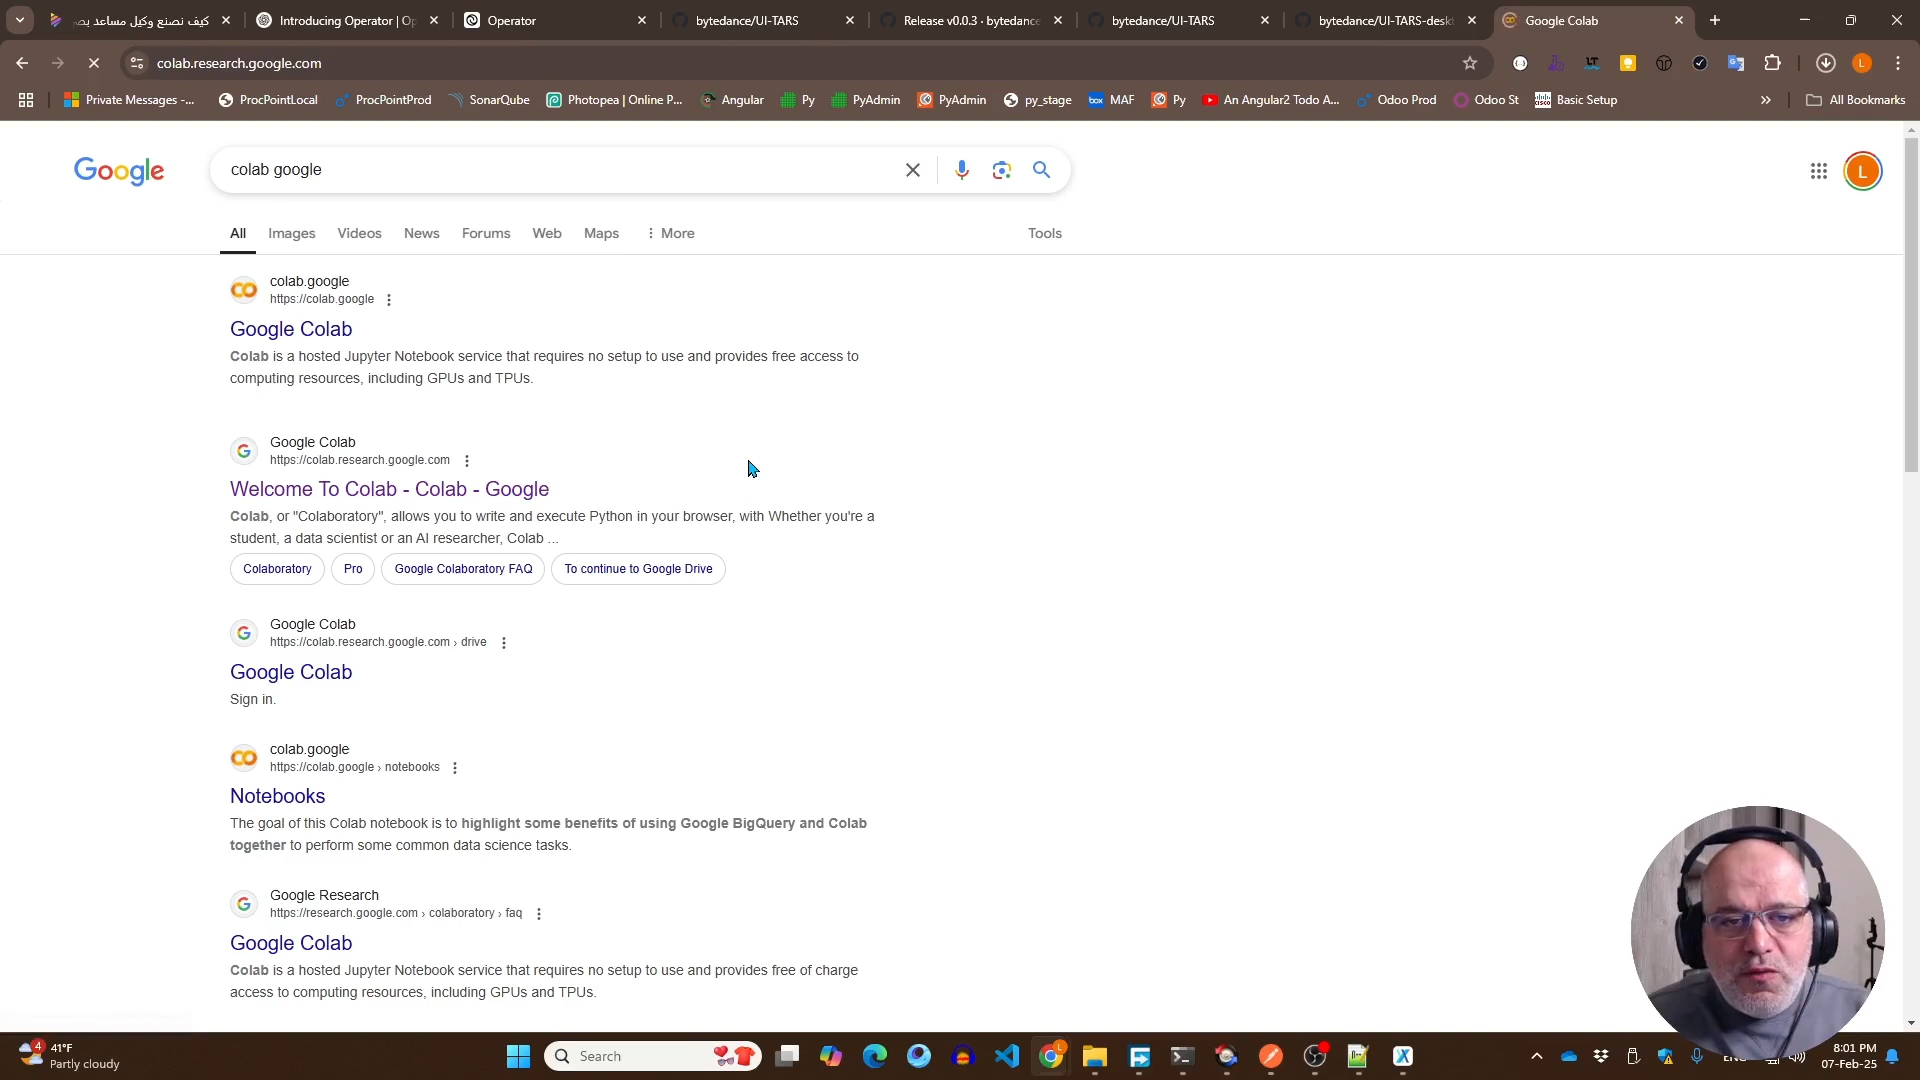 كيف نصنع وكيل مساعد بصـ
Introducing Operator | Op
Operator
bytedance/UI-TARS
Release v0.0.3 · bytedance
bytedance/UI-TARS
bytedance/UI-TARS-desk
Google Colab
colab.research.google.com
L
Private Messages -...
ProcPointLocal
ProcPointProd
SonarQube
Photopea | Online P...
Angular
Py
PyAdmin
PyAdmin
py_stage
box
MAF
Py
An Angular2 Todo A...
Odoo Prod
Odoo St
cisco
Basic Setup
All Bookmarks
Google
colab google
L
All
Images
Videos
News
Forums
Web
Maps
More
Tools
colab.google
https://colab.google
Google Colab
Colab is a hosted Jupyter Notebook service that requires no setup to use and provides free access to
computing resources, including GPUs and TPUs.
Google Colab
https://colab.research.google.com
Welcome To Colab - Colab - Google
Colab, or "Colaboratory", allows you to write and execute Python in your browser, with Whether you're a
student, a data scientist or an AI researcher, Colab ...
Colaboratory
Pro
Google Colaboratory FAQ
To continue to Google Drive
Google Colab
https://colab.research.google.com › drive
Google Colab
Sign in.
colab.google
https://colab.google › notebooks
Notebooks
The goal of this Colab notebook is to highlight some benefits of using Google BigQuery and Colab
together to perform some common data science tasks.
Google Research
https://research.google.com › colaboratory › faq
Google Colab
Colab is a hosted Jupyter Notebook service that requires no setup to use and provides free of charge
access to computing resources, including GPUs and TPUs.
4
41°F
Partly cloudy
Search
8:01 PM
07-Feb-25